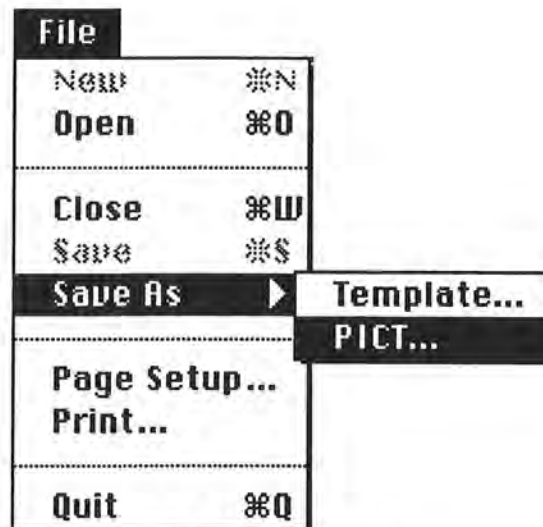 File
New ⌘N
Open ⌘O
Close ⌘W
Save ⌘S
Save As ▶ Template...
PICT...
Page Setup...
Print...
Quit ⌘Q